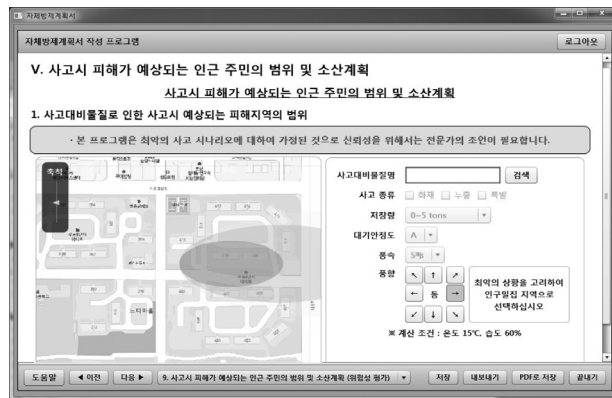 자체방제계획서
자체방제계획서 작성 프로그램
로그아웃
V. 사고시 피해가 예상되는 인근 주민의 범위 및 소산계획
사고시 피해가 예상되는 인근 주민의 범위 및 소산계획
1. 사고대비물질로 인한 사고시 예상되는 피해지역의 범위
· 본 프로그램은 최악의 사고 시나리오에 대하여 가정된 것으로 신뢰성을 위해서는 전문가의 조언이 필요합니다.
축척
사고대비물질명
검색
사고 종류 화재 누출 폭발
저장량 0~5 tons
대기안정도 A
풍속 5㎧
풍향
↖ ↑ ↗
← 동 →
↙ ↓ ↘
최악의 상황을 고려하여
인구밀집 지역으로
선택하십시오
※ 계산 조건 : 온도 15℃, 습도 60%
도움말 ◀ 이전 다음 ▶ 9. 사고시 피해가 예상되는 인근 주민의 범위 및 소산계획 (위험성 평가) 저장 내보내기 PDF로 저장 끝내기